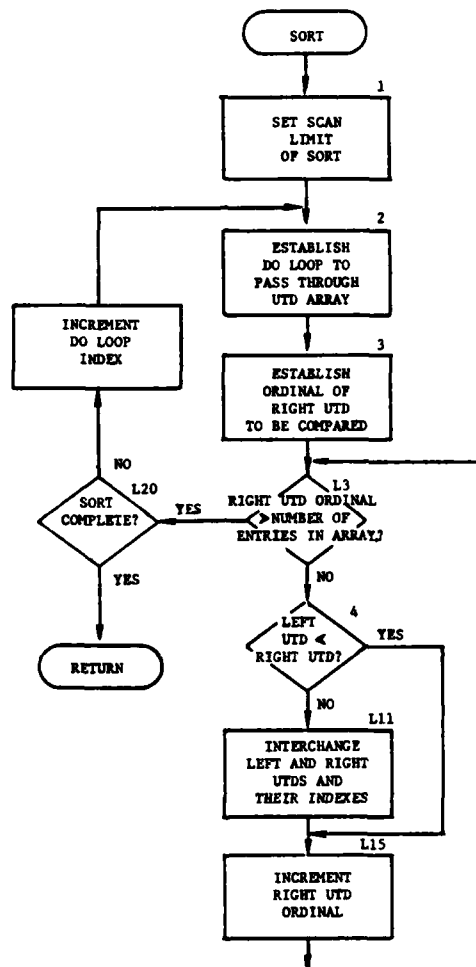 SORT
1
SET SCAN
LIMIT
OF SORT
2
ESTABLISH
DO LOOP TO
PASS THROUGH
UTD ARRAY
INCREMENT
DO LOOP
INDEX
3
ESTABLISH
ORDINAL OF
RIGHT UTD
TO BE COMPARED
NO
L20
SORT
COMPLETE?
YES
YES
RETURN
L3
RIGHT UTD ORDINAL
>NUMBER OF
ENTRIES IN ARRAY?
NO
4
LEFT
UTD <
RIGHT UTD?
YES
NO
L11
INTERCHANGE
LEFT AND RIGHT
UTDS AND
THEIR INDEXES
L15
INCREMENT
RIGHT UTD
ORDINAL